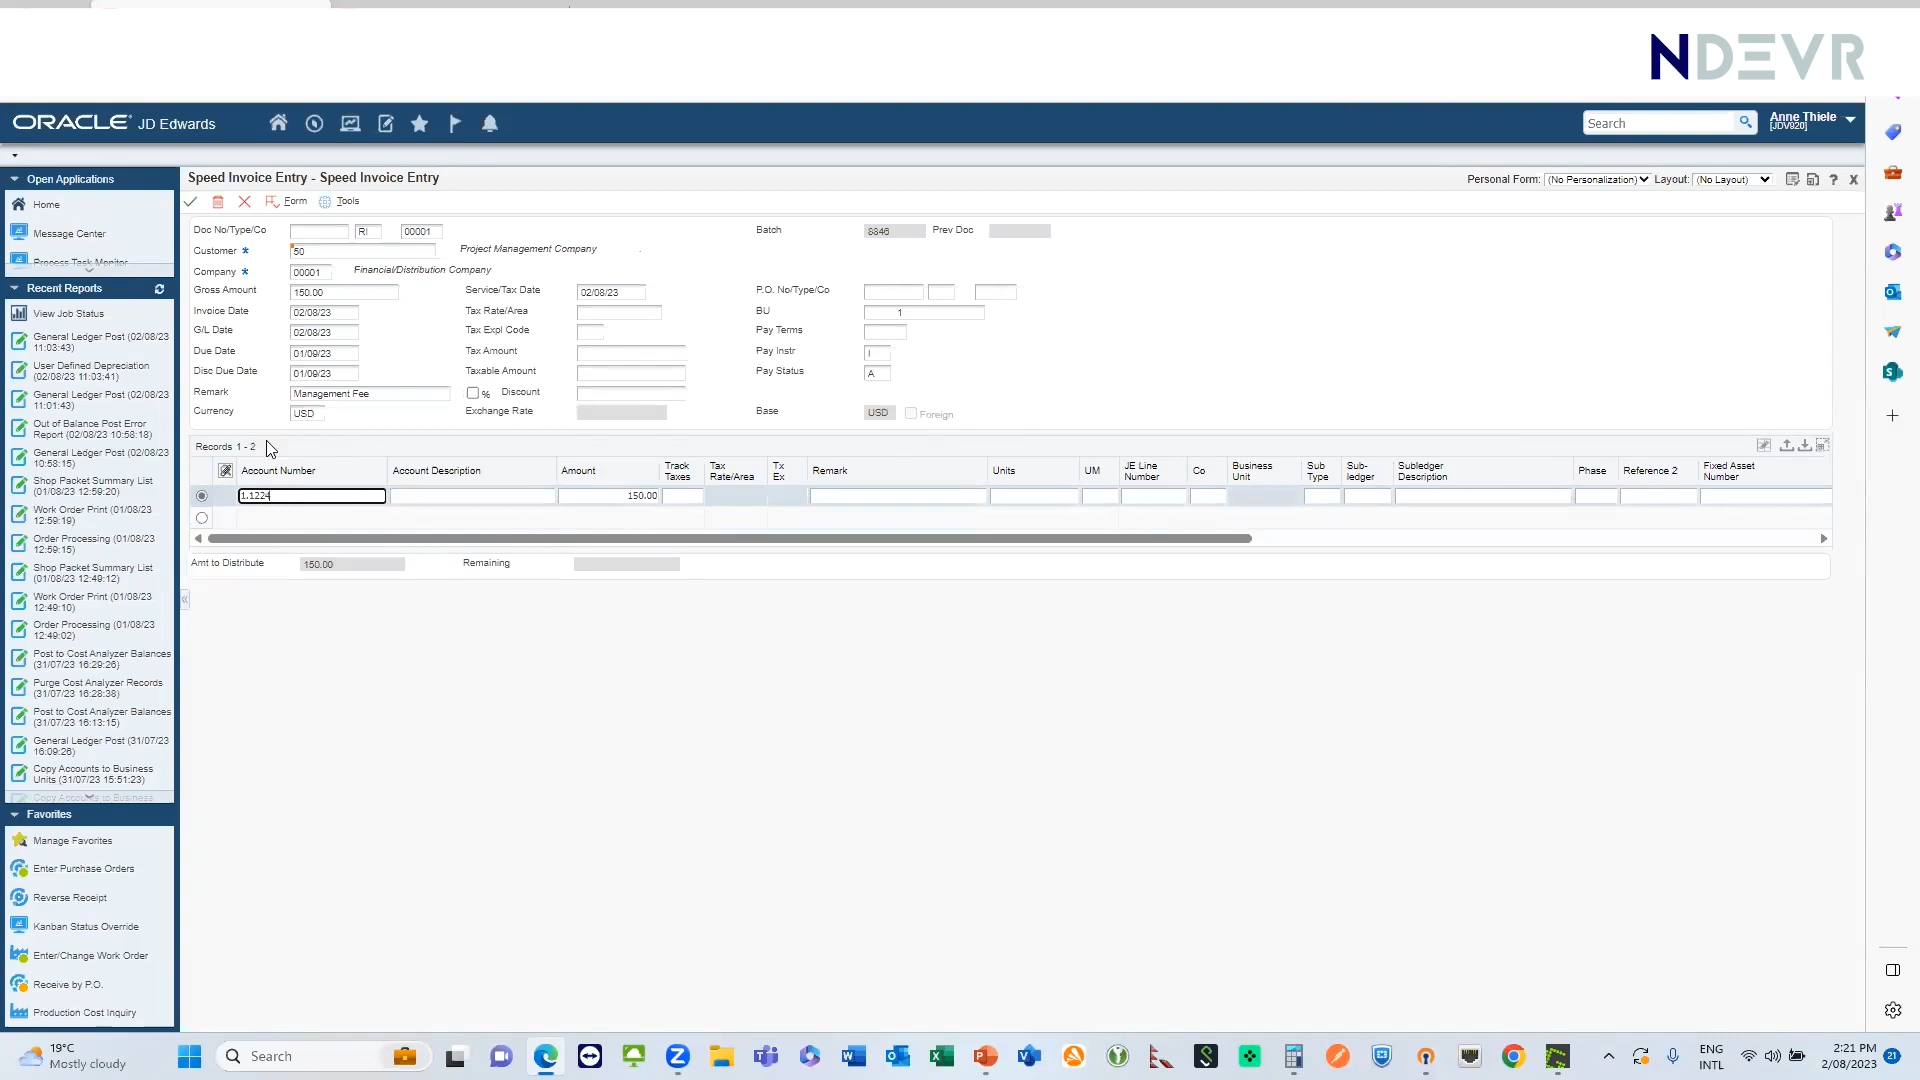 NDEVR
ORACLE JD Edwards
Search
Anne Thiele
[JDV920]
Open Applications
Home
Message Center
Process Task Monitor
Recent Reports
View Job Status
General Ledger Post (02/08/23
11:03:43)
User Defined Depreciation
(02/08/23 11:03:41)
General Ledger Post (02/08/23
11:01:43)
Out of Balance Post Error
Report (02/08/23 10:58:18)
General Ledger Post (02/08/23
10:58:15)
Shop Packet Summary List
(01/08/23 12:59:20)
Work Order Print (01/08/23
12:59:19)
Order Processing (01/08/23
12:59:15)
Shop Packet Summary List
(01/08/23 12:49:12)
Work Order Print (01/08/23
12:49:10)
Order Processing (01/08/23
12:49:02)
Post to Cost Analyzer Balances
(31/07/23 16:29:26)
Purge Cost Analyzer Records
(31/07/23 16:28:38)
Post to Cost Analyzer Balances
(31/07/23 16:13:15)
General Ledger Post (31/07/23
16:09:26)
Copy Accounts to Business
Units (31/07/23 15:51:23)
Copy Accounts to Business
Favorites
Manage Favorites
Enter Purchase Orders
Reverse Receipt
Kanban Status Override
Enter/Change Work Order
Receive by P.O.
Production Cost Inquiry
Speed Invoice Entry - Speed Invoice Entry
Personal Form: (No Personalization) Layout: (No Layout)
Form Tools
Doc No/Type/Co RI 00001 Batch 8846 Prev Doc
Customer * 50 Project Management Company .
Company * 00001 Financial/Distribution Company
Gross Amount 150.00 Service/Tax Date 02/08/23 P.O. No/Type/Co
Invoice Date 02/08/23 Tax Rate/Area BU 1
G/L Date 02/08/23 Tax Expl Code Pay Terms
Due Date 01/09/23 Tax Amount Pay Instr I
Disc Due Date 01/09/23 Taxable Amount Pay Status A
Remark Management Fee % Discount
Currency USD Exchange Rate Base USD Foreign
Records 1 - 2
Account Number Account Description Amount Track Taxes Tax Rate/Area Tx Ex Remark Units UM JE Line Number Co Business Unit Sub Type Sub-ledger Subledger Description Phase Reference 2 Fixed Asset Number
1.1224 150.00
Amt to Distribute 150.00 Remaining
19°C
Mostly cloudy
Search
ENG
INTL
2:21 PM
2/08/2023
21